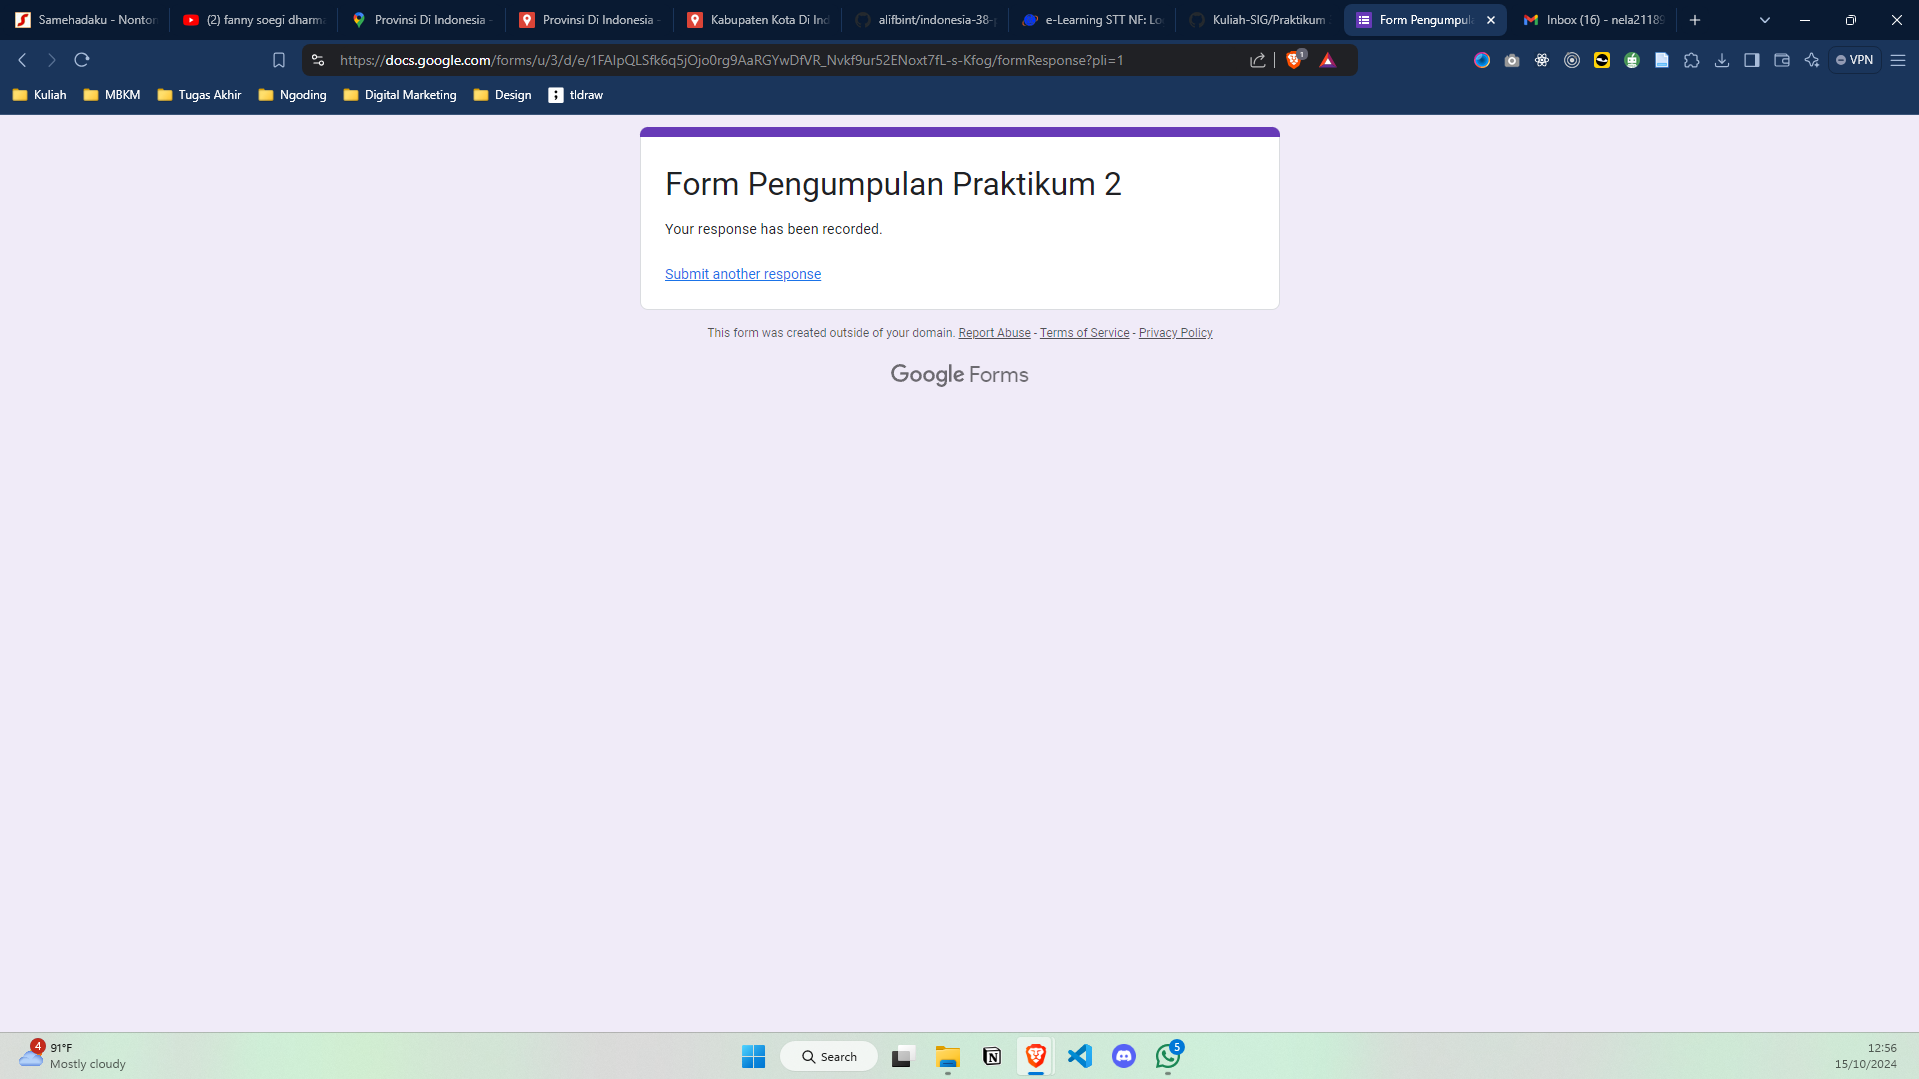 Samehadaku - Nonton
(2) fanny soegi dharma
Provinsi Di Indonesia -
Provinsi Di Indonesia -
Kabupaten Kota Di Ind
alifbint/indonesia-38-p
e-Learning STT NF: Loc
Kuliah-SIG/Praktikum
Form Pengumpula
Inbox (16) - nela21189
https://docs.google.com/forms/u/3/d/e/1FAIpQLSfk6q5jOjo0rg9AaRGYwDfVR_Nvkf9ur52ENoxt7fL-s-Kfog/formResponse?pli=1
1
VPN
Kuliah
MBKM
Tugas Akhir
Ngoding
Digital Marketing
Design
tldraw
Form Pengumpulan Praktikum 2
Your response has been recorded.
Submit another response
This form was created outside of your domain. Report Abuse - Terms of Service - Privacy Policy
Google Forms
4
91°F
Mostly cloudy
Search
5
12:56
15/10/2024